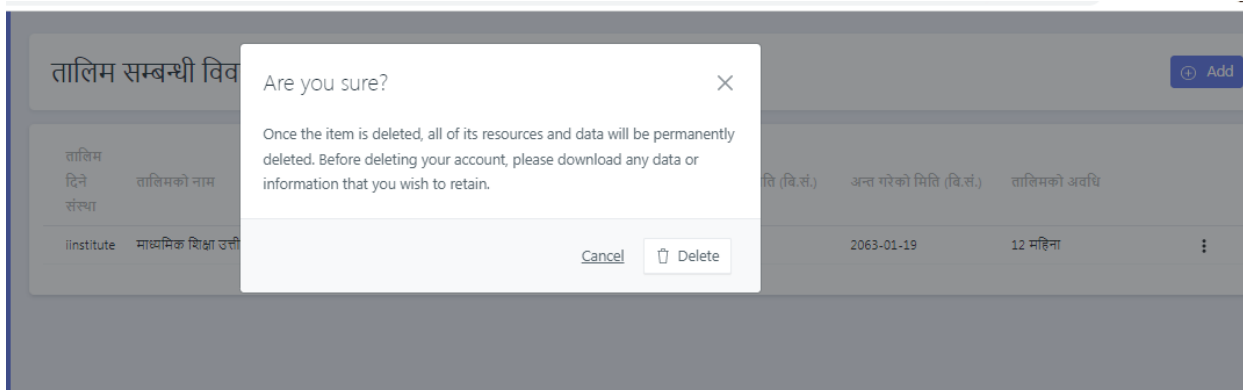 तालिम सम्बन्धी विव
Add
Are you sure?
Once the item is deleted, all of its resources and data will be permanently
deleted. Before deleting your account, please download any data or
information that you wish to retain.
Cancel Delete
तालिम
दिने
संस्था
तालिमको नाम
(बि.सं.) अन्त गरेको मिति (बि.सं.) तालिमको अवधि
iinstitute माध्यमिक शिक्षा उत्ती 2063-01-19 12 महिना